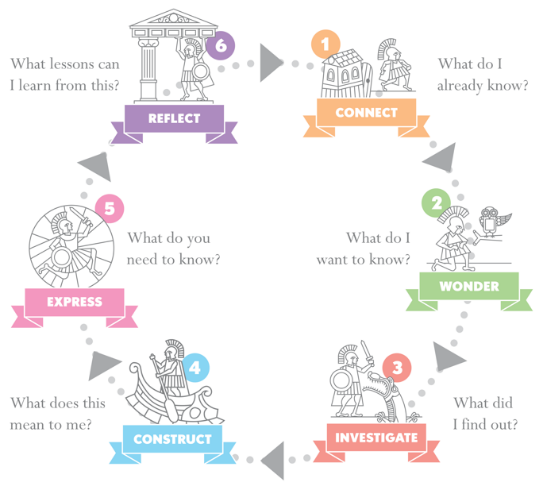 1
CONNECT
What do I
already know?
2
WONDER
What do I
want to know?
3
INVESTIGATE
What did
I find out?
4
CONSTRUCT
What does this
mean to me?
5
EXPRESS
What do you
need to know?
6
REFLECT
What lessons can
I learn from this?